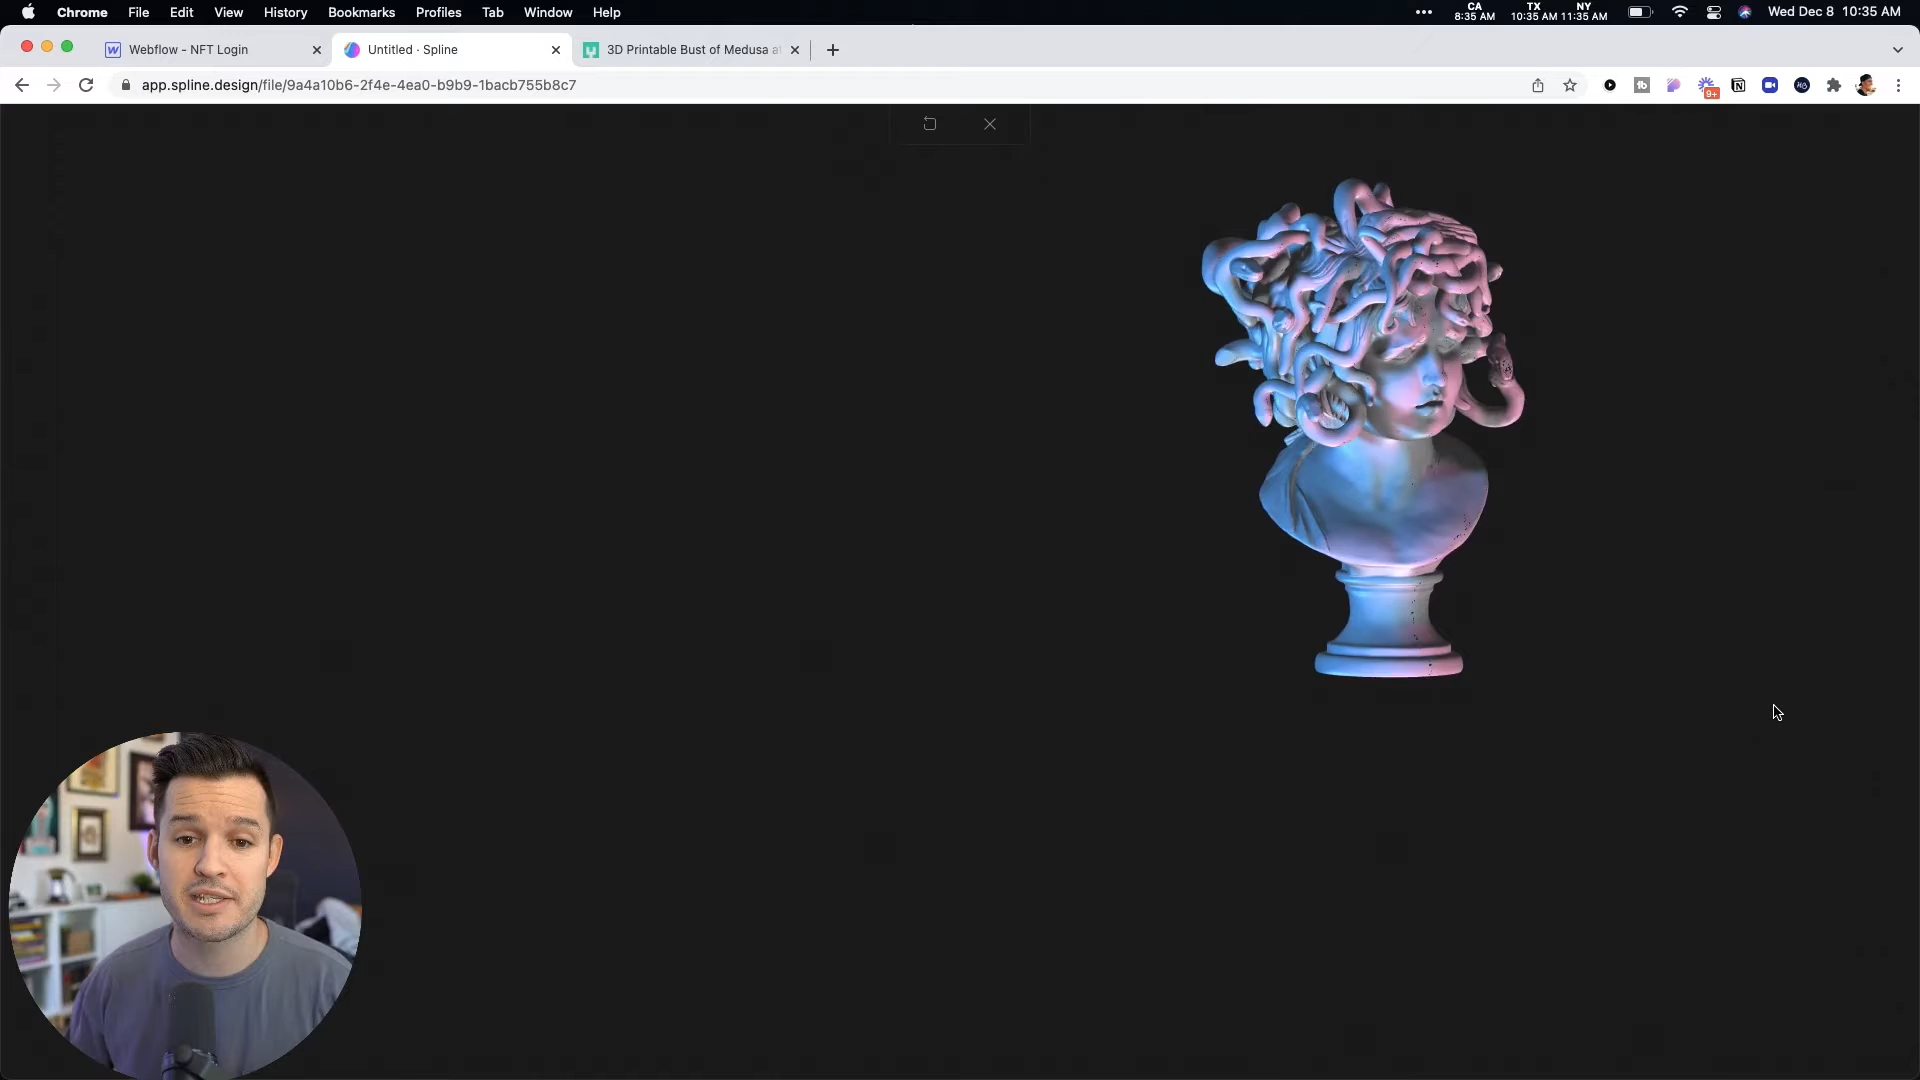 Chrome File Edit View History Bookmarks Profiles Tab Window Help
CA TX NY
8:35 AM 10:35 AM 11:35 AM
Wed Dec 8 10:35 AM
Webflow - NFT Login
Untitled · Spline
3D Printable Bust of Medusa a
app.spline.design/file/9a4a10b6-2f4e-4ea0-b9b9-1bacb755b8c7
tb
9+